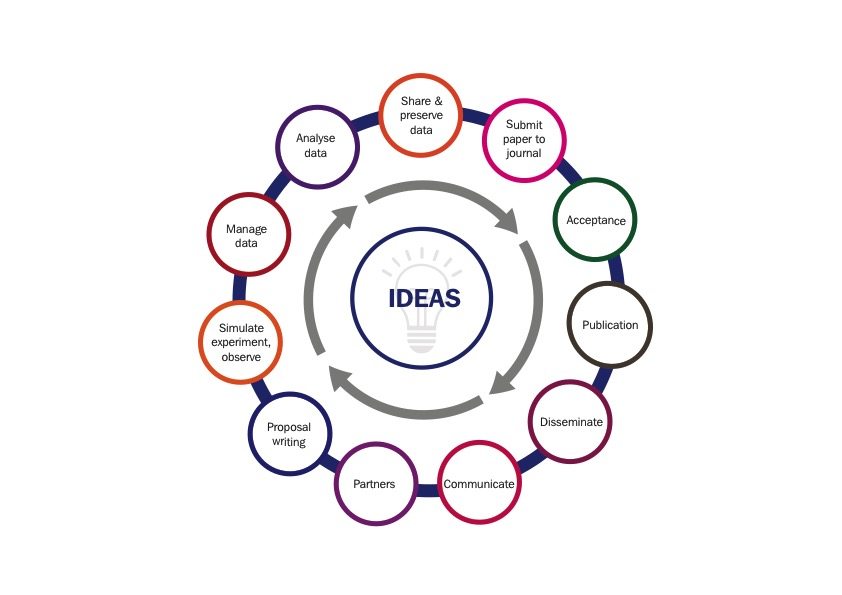 Share &
preserve
data
Submit
paper to
journal
Acceptance
Publication
Disseminate
Communicate
Partners
Proposal
writing
Simulate
experiment,
observe
Manage
data
Analyse
data
IDEAS